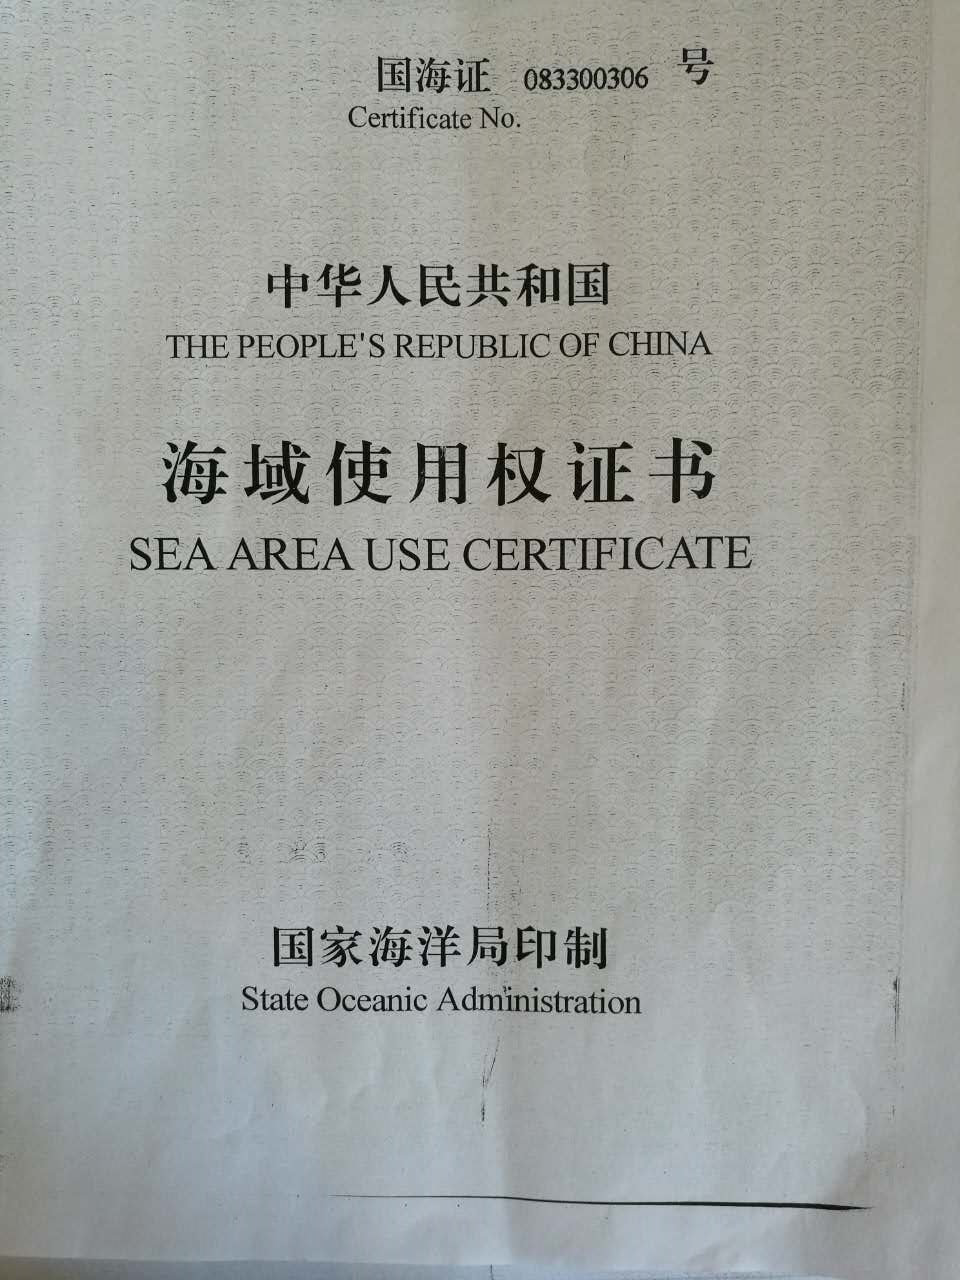 国海证 083300306 号
Certificate No.
中华人民共和国
THE PEOPLE'S REPUBLIC OF CHINA
海域使用权证书
SEA AREA USE CERTIFICATE
国家海洋局印制
State Oceanic Administration